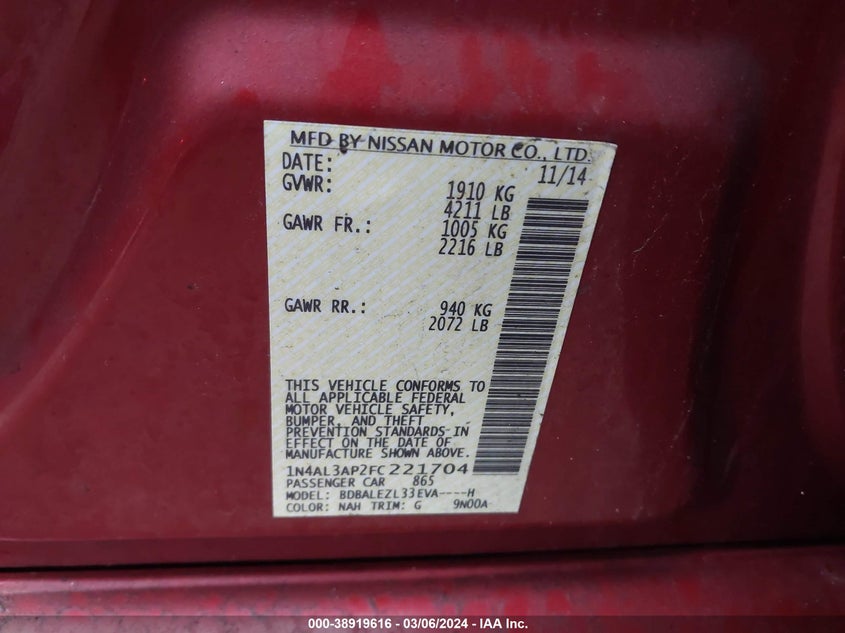 MFD BY NISSAN MOTOR CO., LTD.
DATE: 11/14
GVWR: 1910 KG
4211 LB
GAWR FR.: 1005 KG
2216 LB
GAWR RR.: 940 KG
2072 LB
THIS VEHICLE CONFORMS TO
ALL APPLICABLE FEDERAL
MOTOR VEHICLE SAFETY,
BUMPER, AND THEFT
PREVENTION STANDARDS IN
EFFECT ON THE DATE OF
MANUFACTURE SHOWN ABOVE.
1N4AL3AP2FC221704
PASSENGER CAR 865
MODEL: BDBALEZL33EVA----H
COLOR: NAH TRIM: G 9N00A
000-38919616 - 03/06/2024 - IAA Inc.